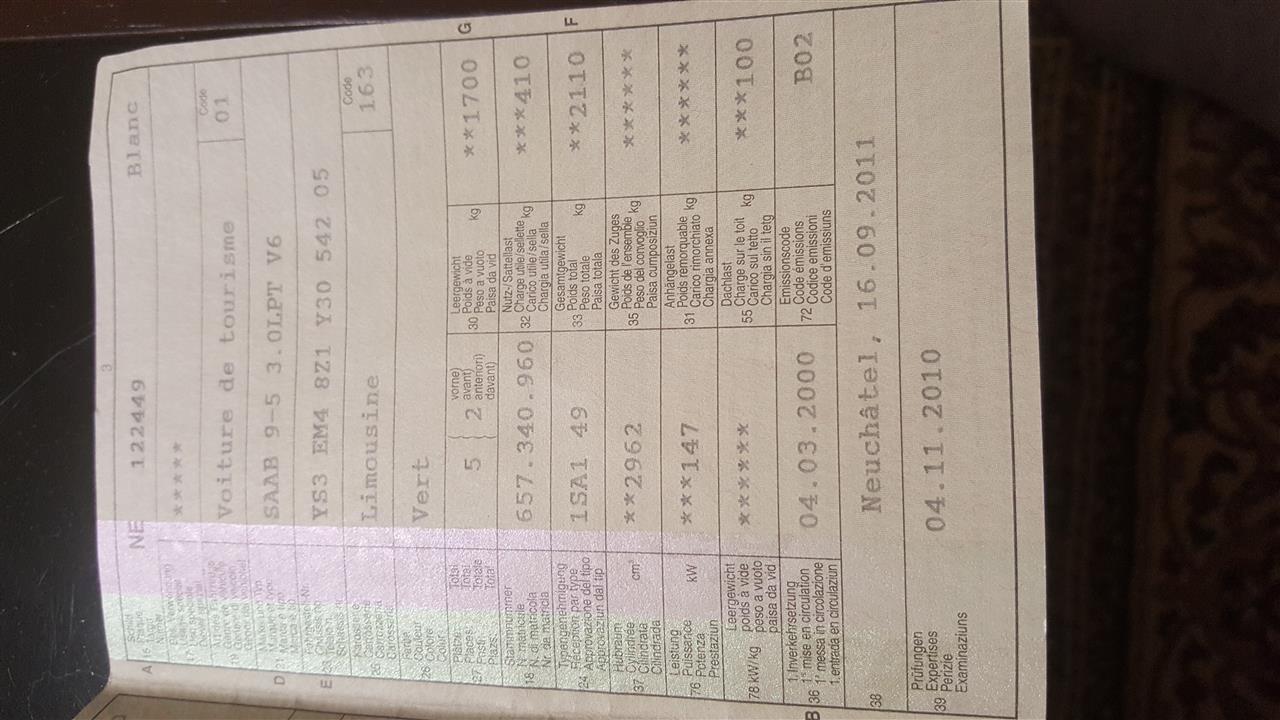 3
A
NE 122449
Blanc
*****
Voiture de tourisme
Code
01
D 21
SAAB 9-5 3.0LPT V6
E 23
YS3 EM4 8Z1 Y30 542 05
Limousine
Code
163
26
Vert
27
Plätze
Places
Posti
Plazs
Total
Total
Totale
Total
5 { 2
vorne)
avant)
anteriori)
davant)
30
Leergewicht
Poids à vide
Peso a vuoto
Paisa da vid
kg
**1700
G
18
Stammnummer
N° matricule
N. di matricola
Nr. da matricla
657.340.960
32
Nutz-/Sattellast
Charge utile/sellette
Carico utile/sella
Chargia utila/sella
kg
***410
24
Typengenehmigung
Réception par type
Approvazione del tipo
Approvaziun dal tip
1SA1 49
33
Gesamtgewicht
Poids total
Peso totale
Paisa totala
kg
**2110
F
37
Hubraum
Cylindrée
Cilindrata
Cilindrada
cm³
**2962
35
Gewicht des Zuges
Poids de l'ensemble
Peso del convoglio
Paisa cumposiziun
kg
*******
76
Leistung
Puissance
Potenza
Prestaziun
kW
***147
31
Anhängelast
Poids remorquable
Carico rimorchiato
Chargia annexa
kg
******
78 kW/kg
Leergewicht
poids à vide
peso a vuoto
paisa da vid
******
55
Dachlast
Charge sur le toit
Carico sul tetto
Chargia sin il tetg
kg
***100
B 36
1. Inverkehrsetzung
1re mise en circulation
1a messa in circolazione
1. entrada en circulaziun
04.03.2000
72
Emissionscode
Code émissions
Codice emissioni
Code d'emissiuns
B02
38
Neuchâtel, 16.09.2011
39
Prüfungen
Expertises
Perizie
Examinaziuns
04.11.2010